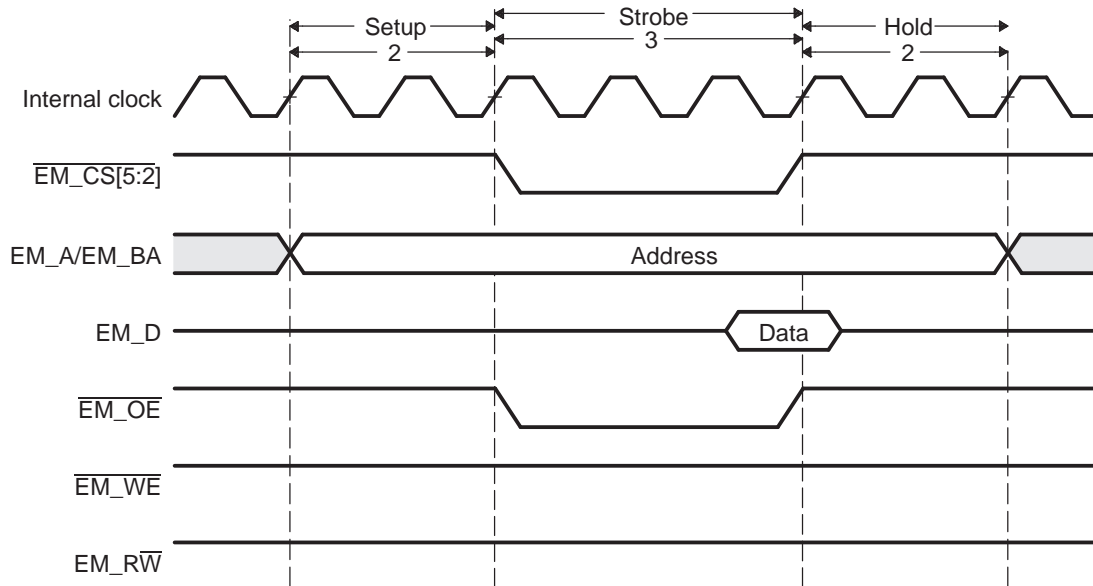 Setup Strobe Hold
2 3 2
Internal clock
EM_CS[5:2]
EM_A/EM_BA Address
EM_D Data
EM_OE
EM_WE
EM_RW